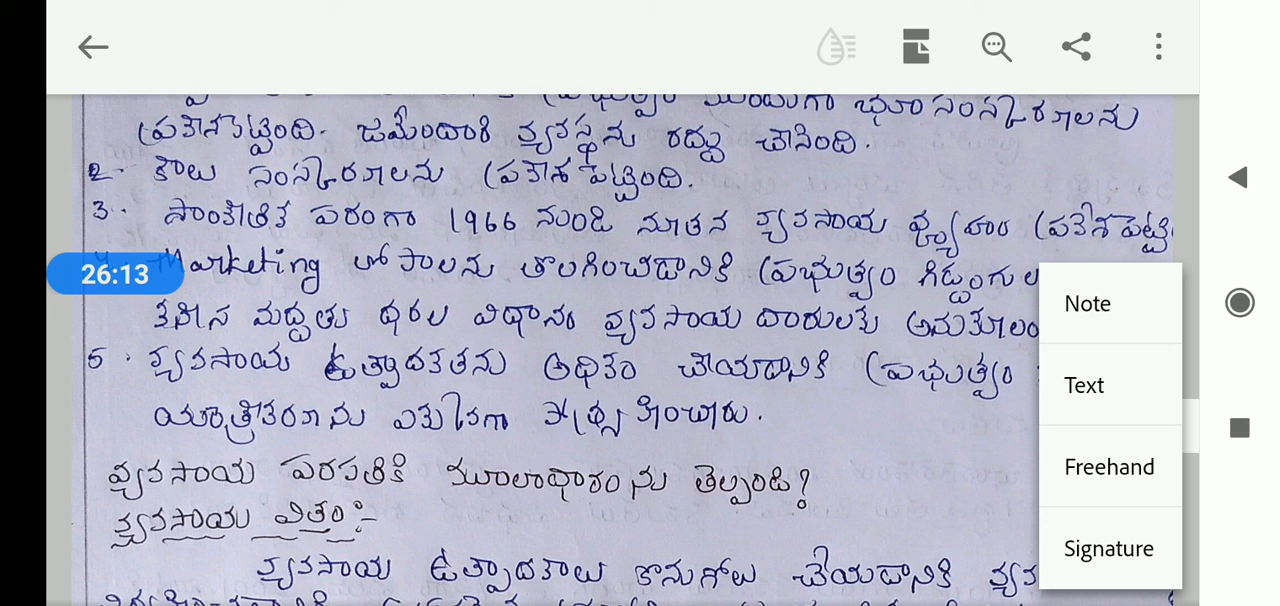 ముందుగా భూ సంస్కరణలను
ప్రవేశపెట్టింది. జమీందారీ వ్యవస్థను రద్దు చేసింది.
2. కౌలు సంస్కరణలను ప్రవేశ పెట్టింది.
3. సాంకేతిక పరంగా 1966 నుండి నూతన వ్యవసాయ వ్యూహం ప్రవేశపెట్టి
26:13
Marketing లోపాలను తొలగించడానికి ప్రభుత్వం గిడ్డంగుల
కనీస మద్దతు ధరల విధానం వ్యవసాయ దారులకు అనుకూలం
5. వ్యవసాయ ఉత్పాదకతను అధికం చేయడానికి ప్రభుత్వం
యాంత్రీకరణను ఎక్కువగా ప్రోత్సహించారు.
వ్యవసాయ పరపతికి మూలాధారంను తెల్పండి?
వ్యవసాయ విత్తం:-
వ్యవసాయ ఉత్పాదకాలు కొనుగోలు చేయడానికి వ్యవ
Note
Text
Freehand
Signature